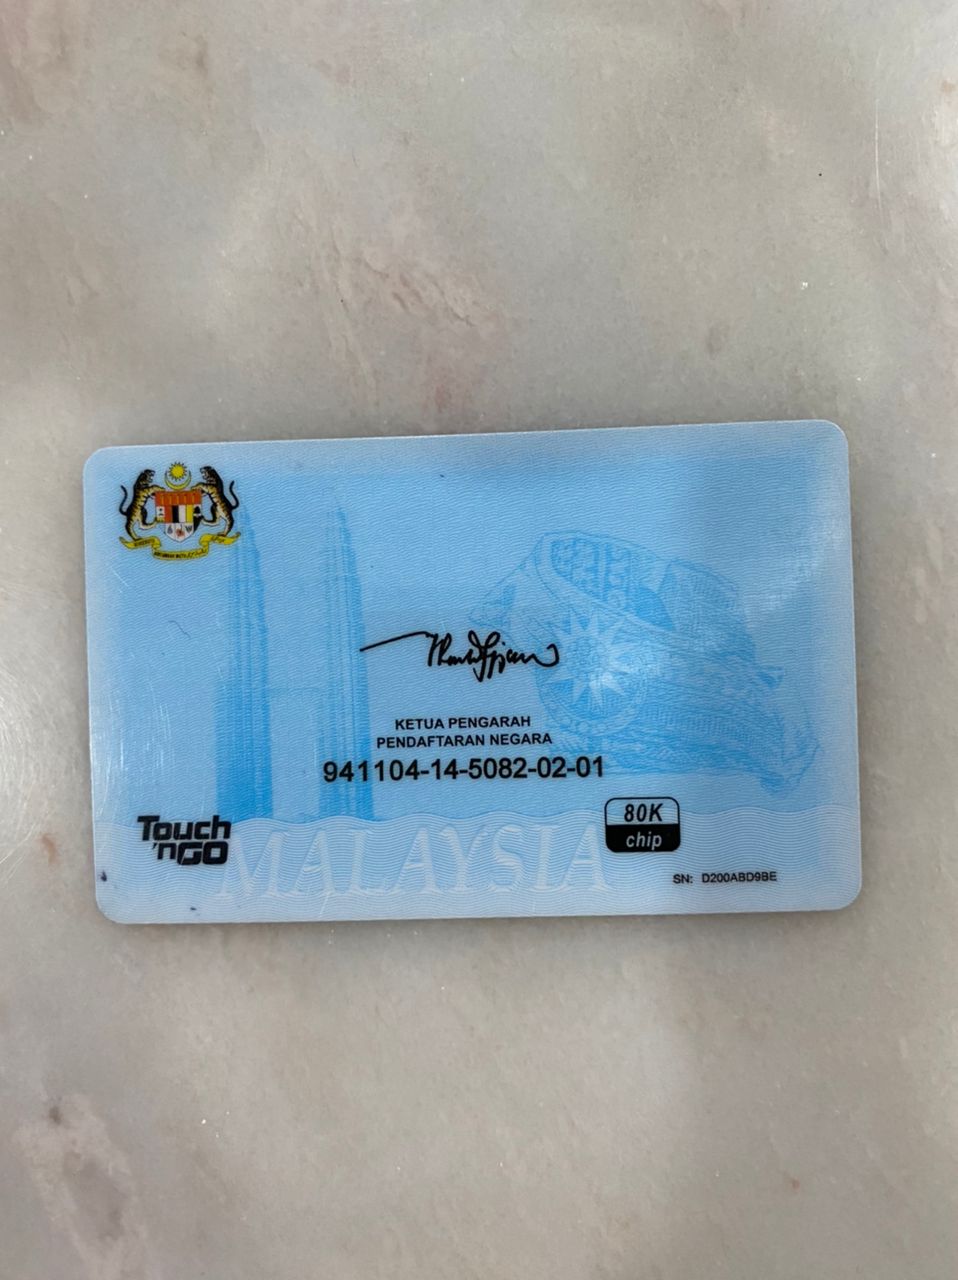 KETUA PENGARAH
PENDAFTARAN NEGARA
941104-14-5082-02-01
Touch
'nGO
80K
chip
MALAYSIA
SN: D200ABD9BE